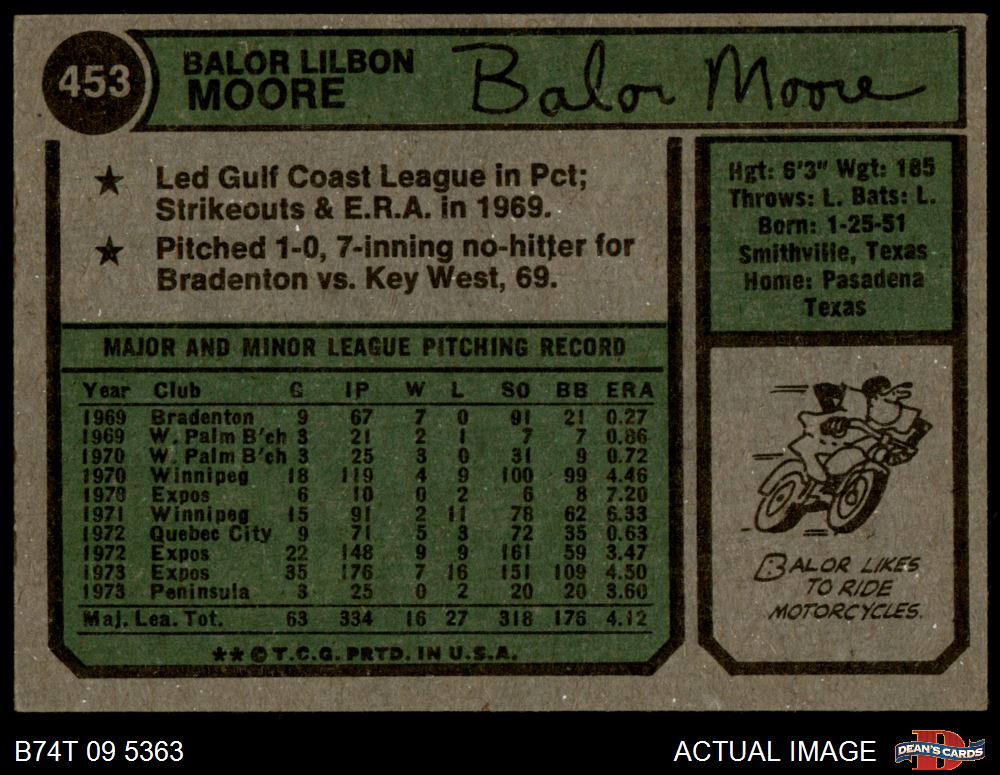 453
BALOR LILBON
MOORE
Balor Moore
★ Led Gulf Coast League in Pct;
Strikeouts & E.R.A. in 1969.
★ Pitched 1-0, 7-inning no-hitter for
Bradenton vs. Key West, 69.
Hgt: 6'3" Wgt: 185
Throws: L. Bats: L.
Born: 1-25-51
Smithville, Texas
Home: Pasadena
Texas
MAJOR AND MINOR LEAGUE PITCHING RECORD
Year Club G IP W L SO BB ERA
1969 Bradenton 9 67 7 0 91 21 0.27
1969 W. Palm B'ch 3 21 2 1 7 7 0.86
1970 W. Palm B'ch 3 25 3 0 31 9 0.72
1970 Winnipeg 18 119 4 9 100 99 4.46
1970 Expos 6 10 0 2 6 8 7.20
1971 Winnipeg 15 91 2 11 78 62 6.33
1972 Quebec City 9 71 5 3 72 35 0.63
1972 Expos 22 148 9 9 161 59 3.47
1973 Expos 35 176 7 16 151 109 4.50
1973 Peninsula 3 25 0 2 20 20 3.60
Maj. Lea. Tot. 63 334 16 27 318 176 4.12
★★ © T.C.G. PRTD. IN U.S.A.
BALOR LIKES
TO RIDE
MOTORCYCLES.
B74T 09 5363
ACTUAL IMAGE
DEAN'S CARDS